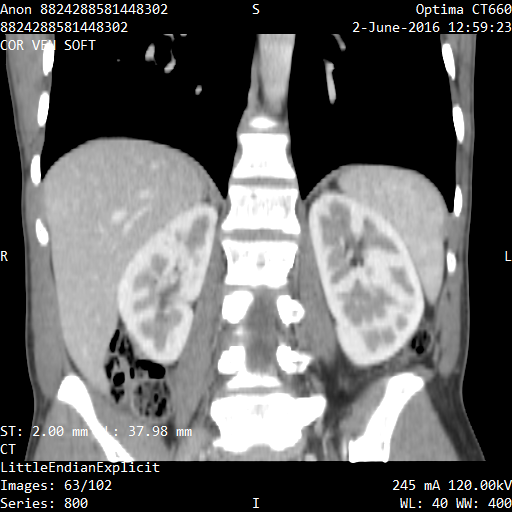 Anon 8824288581448302 S Optima CT660
8824288581448302 2-June-2016 12:59:23
COR VEN SOFT
R L
ST: 2.00 mm L: 37.98 mm
CT
LittleEndianExplicit
Images: 63/102 245 mA 120.00kV
Series: 800 I WL: 40 WW: 400